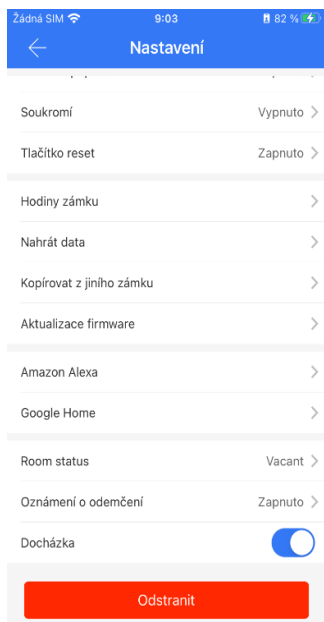 Žádná SIM 9:03 82 %
Nastavení
Soukromí Vypnuto
Tlačítko reset Zapnuto
Hodiny zámku
Nahrát data
Kopírovat z jiného zámku
Aktualizace firmware
Amazon Alexa
Google Home
Room status Vacant
Oznámení o odemčení Zapnuto
Docházka
Odstranit